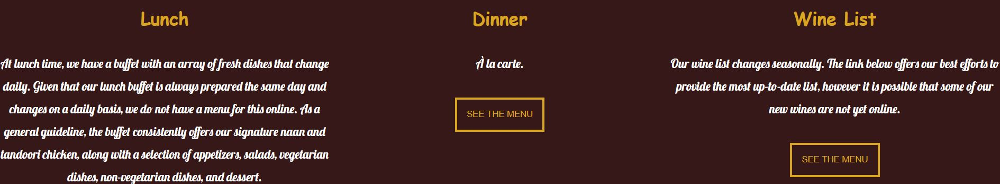 Lunch
At lunch time, we have a buffet with an array of fresh dishes that change
daily. Given that our lunch buffet is always prepared the same day and
changes on a daily basis, we do not have a menu for this online. As a
general guideline, the buffet consistently offers our signature naan and
tandoori chicken, along with a selection of appetizers, salads, vegetarian
dishes, non-vegetarian dishes, and dessert.
Dinner
À la carte.
SEE THE MENU
Wine List
Our wine list changes seasonally. The link below offers our best efforts to
provide the most up-to-date list, however it is possible that some of our
new wines are not yet online.
SEE THE MENU